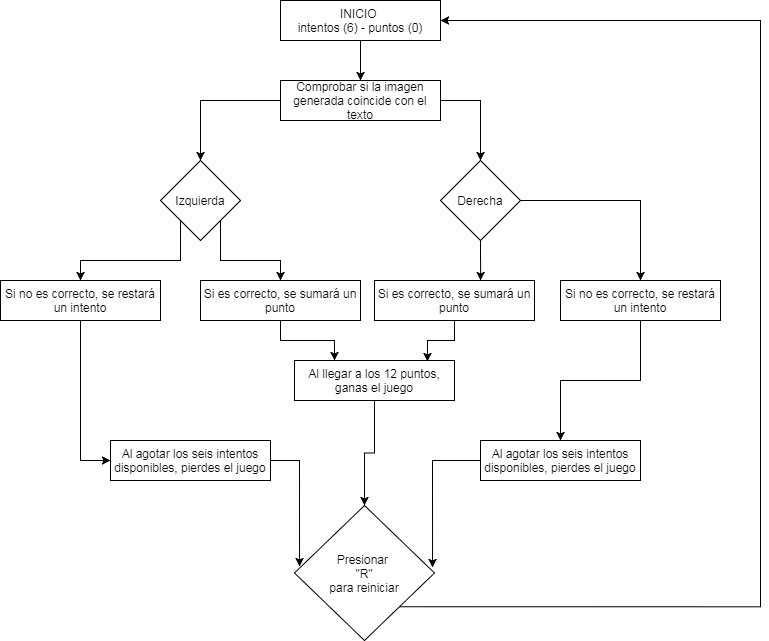 INICIO
intentos (6) - puntos (0)
Comprobar si la imagen
generada coincide con el
texto
Izquierda
Derecha
Si no es correcto, se restará
un intento
Si es correcto, se sumará un
punto
Si es correcto, se sumará un
punto
Si no es correcto, se restará
un intento
Al llegar a los 12 puntos,
ganas el juego
Al agotar los seis intentos
disponibles, pierdes el juego
Al agotar los seis intentos
disponibles, pierdes el juego
Presionar
"R"
para reiniciar